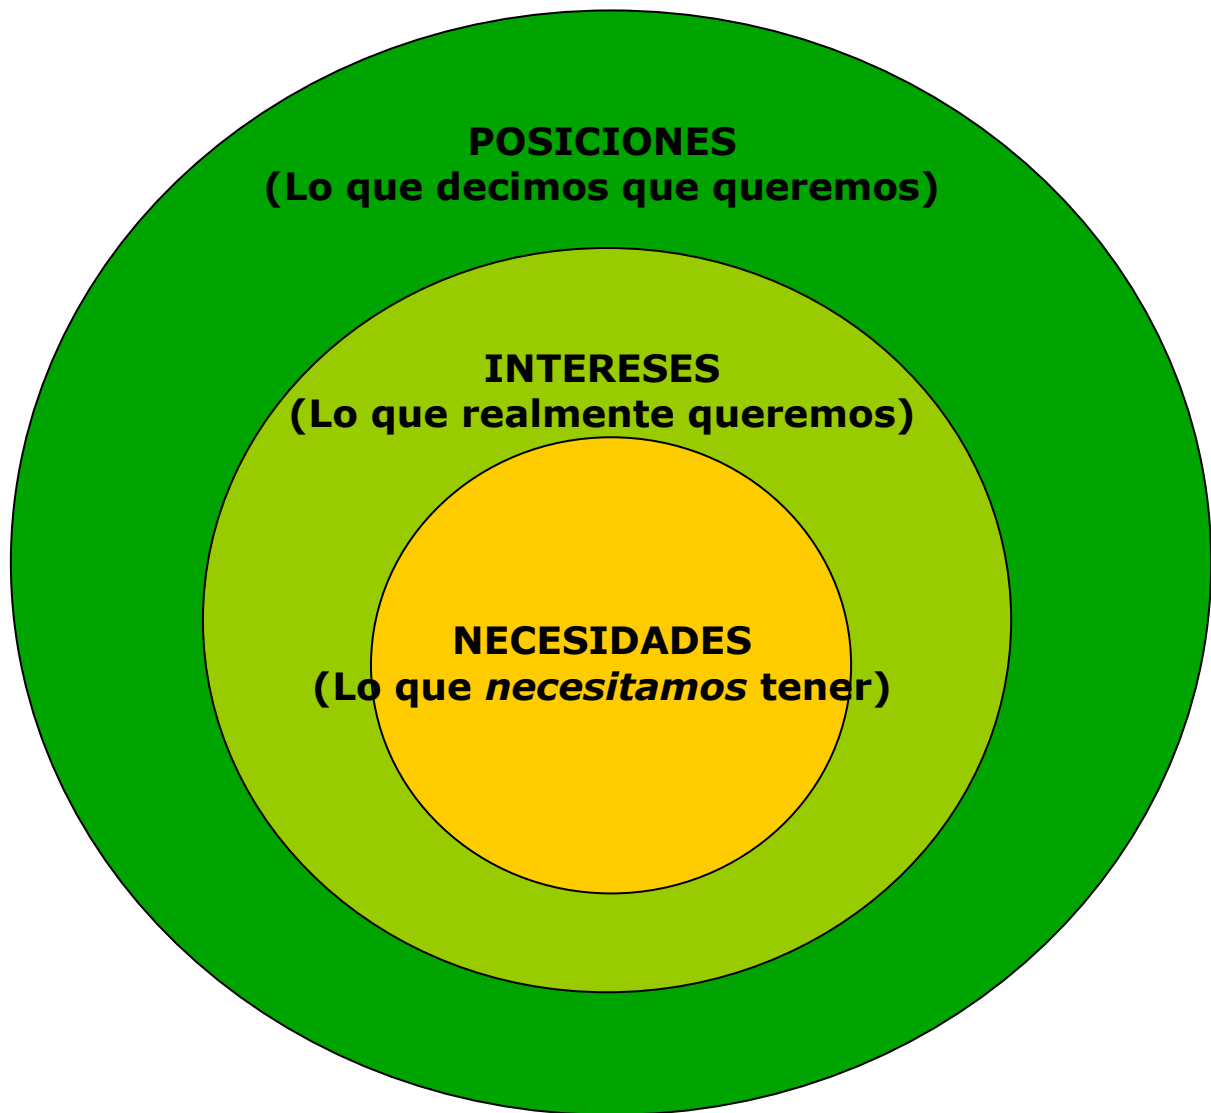 POSICIONES
(Lo que decimos que queremos)
INTERESES
(Lo que realmente queremos)
NECESIDADES
(Lo que necesitamos tener)